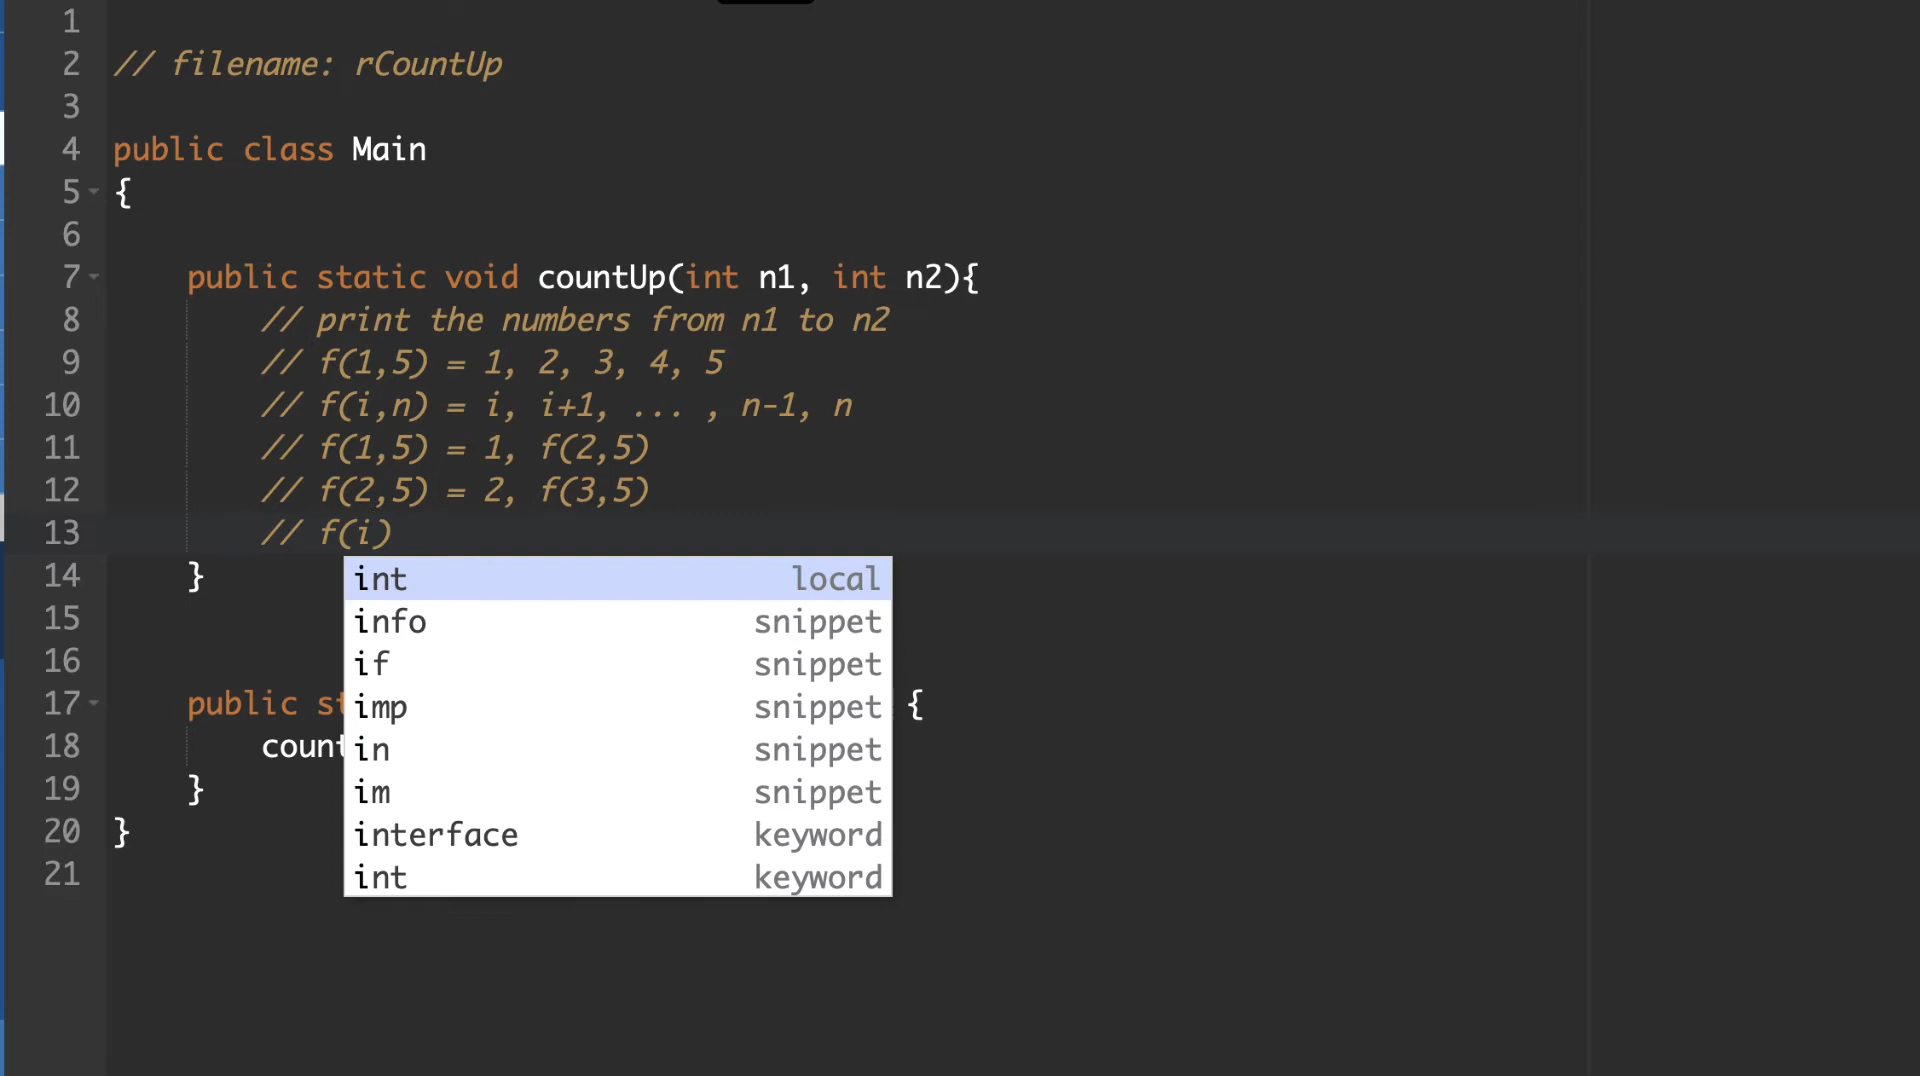 1
2 // filename: rCountUp
3
4 public class Main
5 {
6
7 public static void countUp(int n1, int n2){
8 // print the numbers from n1 to n2
9 // f(1,5) = 1, 2, 3, 4, 5
10 // f(i,n) = i, i+1, ... , n-1, n
11 // f(1,5) = 1, f(2,5)
12 // f(2,5) = 2, f(3,5)
13 // f(i)
14 }
15
16
17 public st {
18 count
19 }
20 }
21
int local
info snippet
if snippet
imp snippet
in snippet
im snippet
interface keyword
int keyword